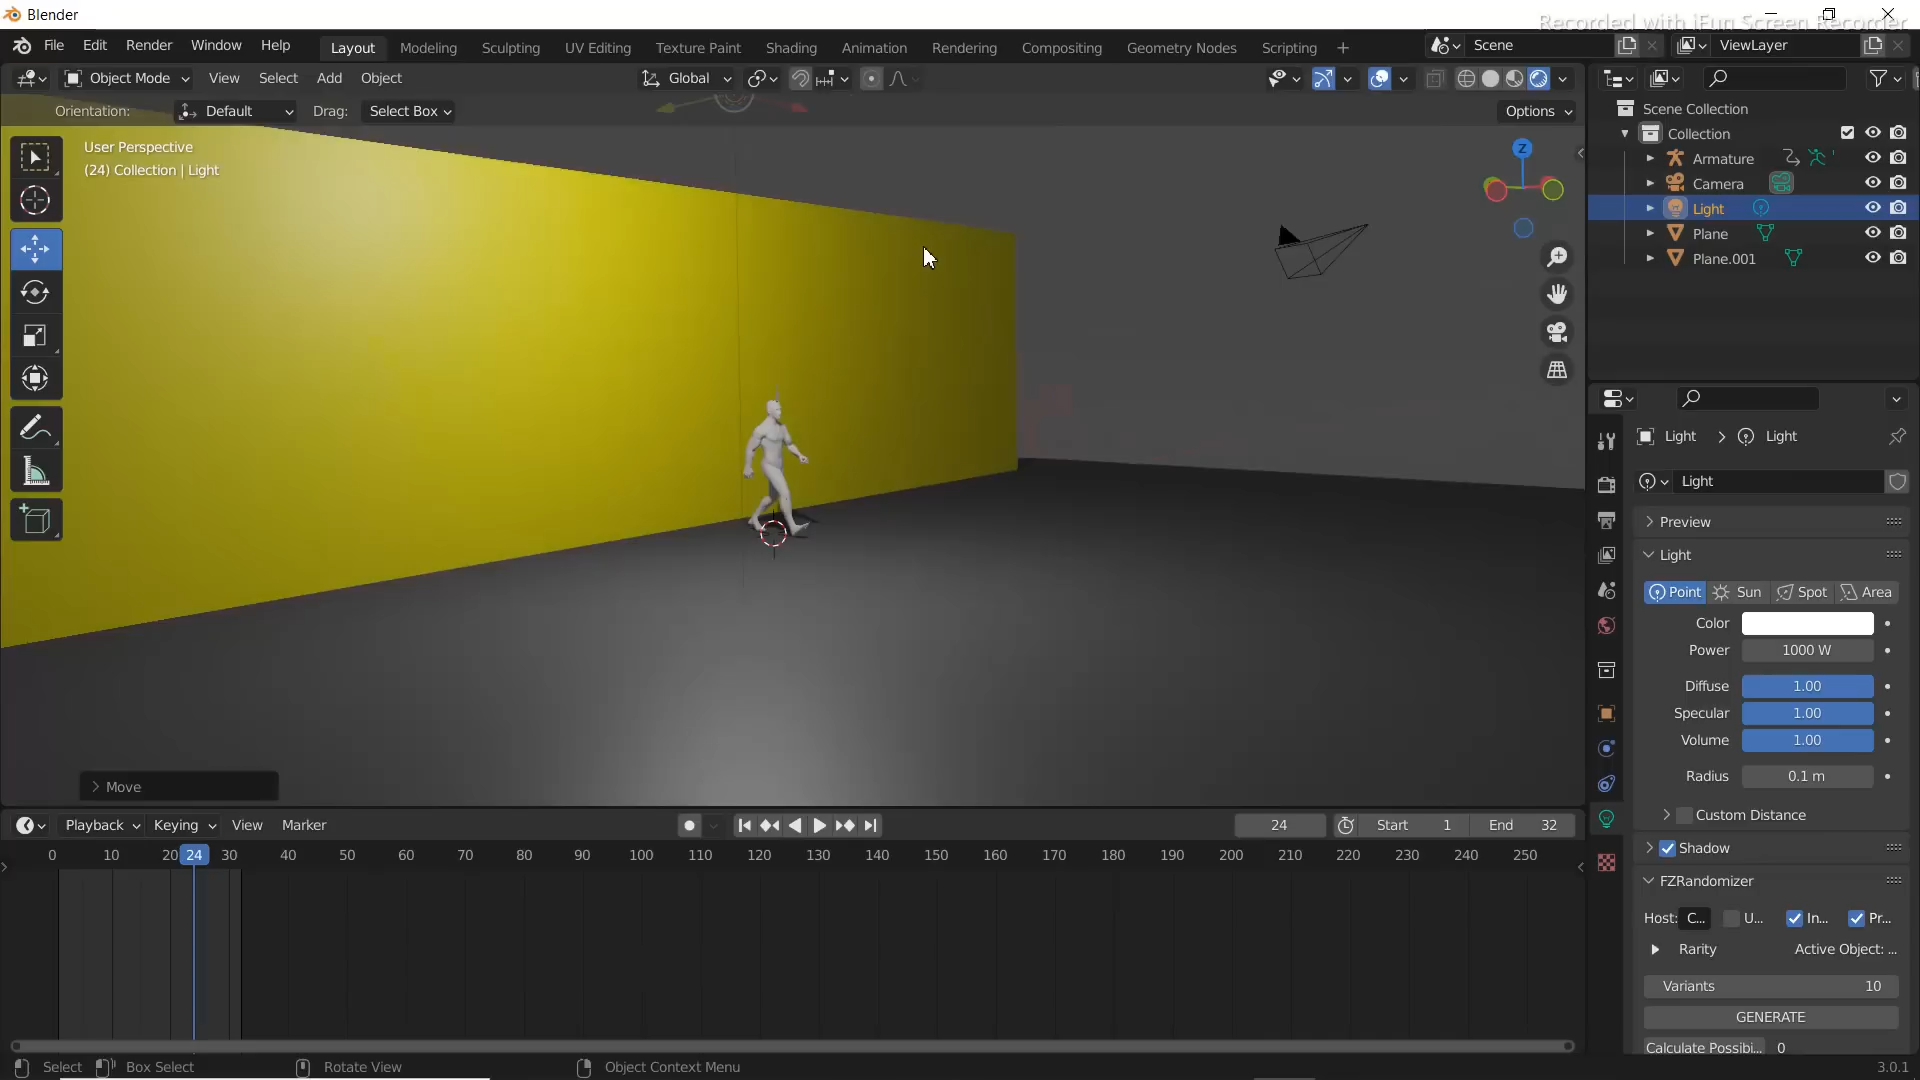 Blender
Recorded with iFun Screen Recorder
File Edit Render Window Help
Layout Modeling Sculpting UV Editing Texture Paint Shading Animation Rendering Compositing Geometry Nodes Scripting +
Scene
ViewLayer
Object Mode View Select Add Object
Global
Orientation: Default Drag: Select Box
Options
User Perspective
(24) Collection | Light
Z
Scene Collection
Collection
Armature
Camera
Light
Plane
Plane.001
Light > Light
Light
Preview
Light
Point Sun Spot Area
Color
Power 1000 W
Diffuse 1.00
Specular 1.00
Volume 1.00
Radius 0.1 m
Custom Distance
Shadow
FZRandomizer
Host: C... U... In... Pr...
Rarity Active Object: ...
Variants 10
GENERATE
Calculate Possibi... 0
Move
Playback Keying View Marker
24 Start 1 End 32
0 10 20 24 30 40 50 60 70 80 90 100 110 120 130 140 150 160 170 180 190 200 210 220 230 240 250
Select Box Select Rotate View Object Context Menu
3.0.1